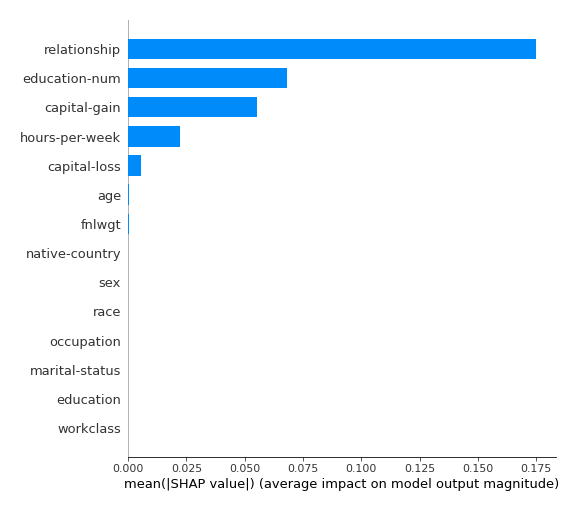 relationship
education-num
capital-gain
hours-per-week
capital-loss
age
fnlwgt
native-country
sex
race
occupation
marital-status
education
workclass
0.000 0.025 0.050 0.075 0.100 0.125 0.150 0.175
mean(|SHAP value|) (average impact on model output magnitude)